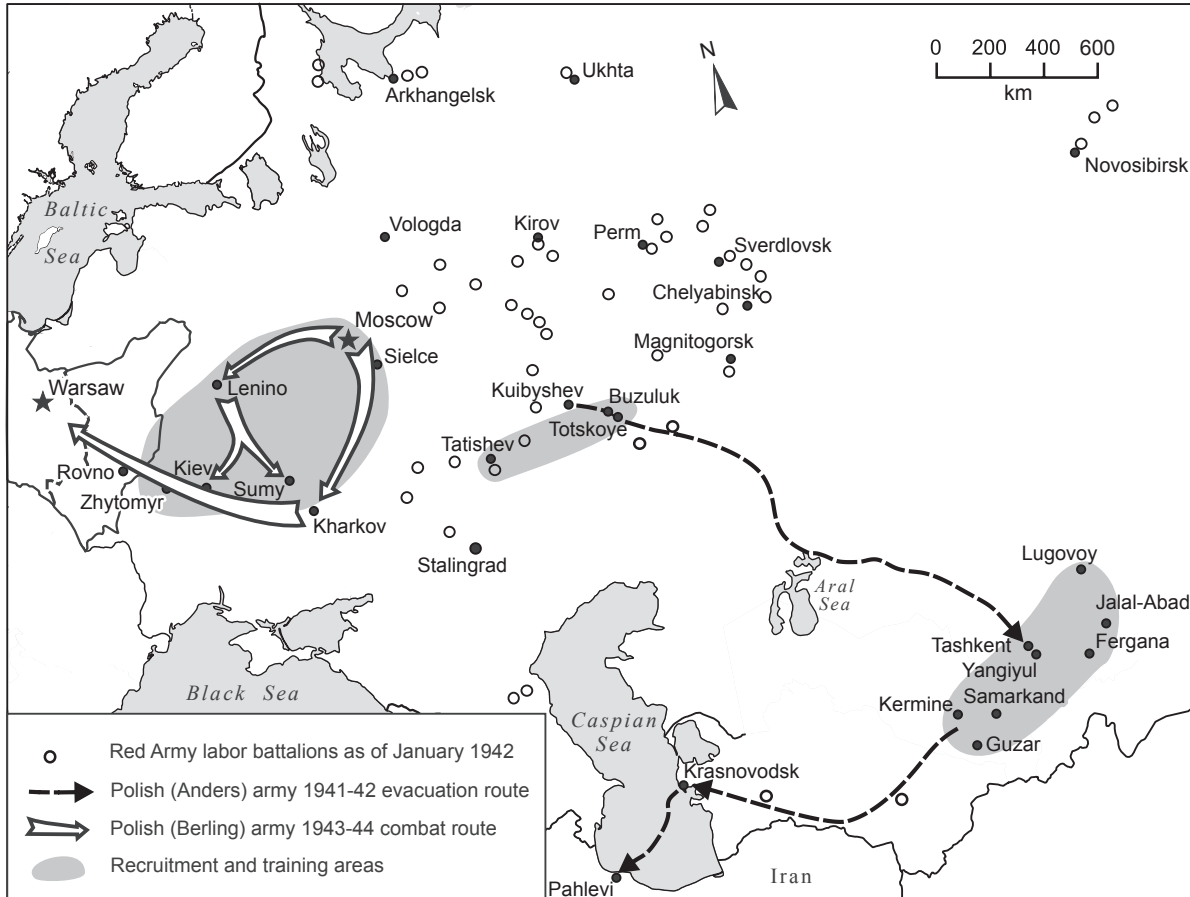 0 200 400 600
km
N
Ukhta
Arkhangelsk
Novosibirsk
Baltic
Sea
Vologda
Kirov
Perm
Sverdlovsk
Chelyabinsk
Moscow
Magnitogorsk
Sielce
Warsaw
Lenino
Kuibyshev
Buzuluk
Totskoye
Tatishev
Rovno
Kiev
Zhytomyr
Sumy
Kharkov
Stalingrad
Lugovoy
Aral
Sea
Jalal-Abad
Tashkent
Fergana
Yangiyul
Black Sea
Kermine
Samarkand
Caspian
Sea
Guzar
Krasnovodsk
Pahlevi
Iran
Red Army labor battalions as of January 1942
Polish (Anders) army 1941-42 evacuation route
Polish (Berling) army 1943-44 combat route
Recruitment and training areas